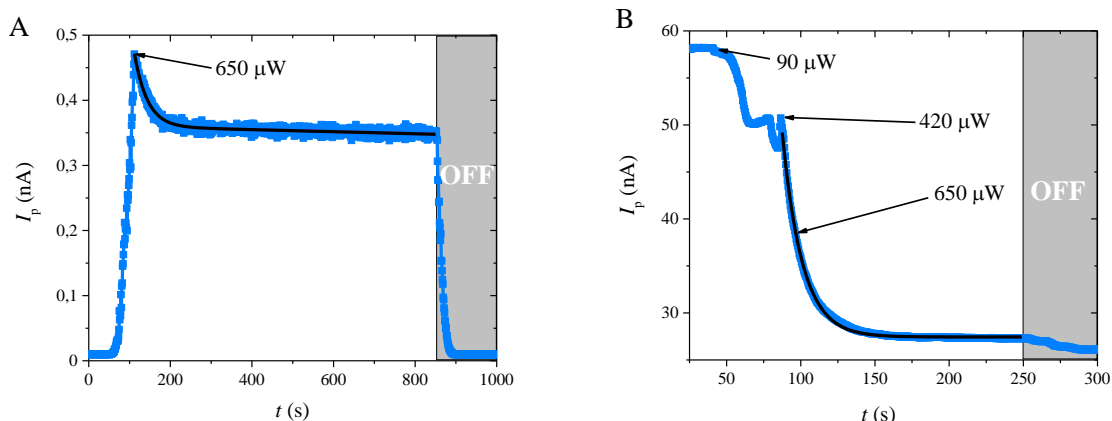 A
0,5
0,4
0,3
0,2
0,1
0
I_p (nA)
650 μW
OFF
0 200 400 600 800 1000
t (s)
B
60
50
40
30
I_p (nA)
90 μW
420 μW
650 μW
OFF
50 100 150 200 250 300
t (s)